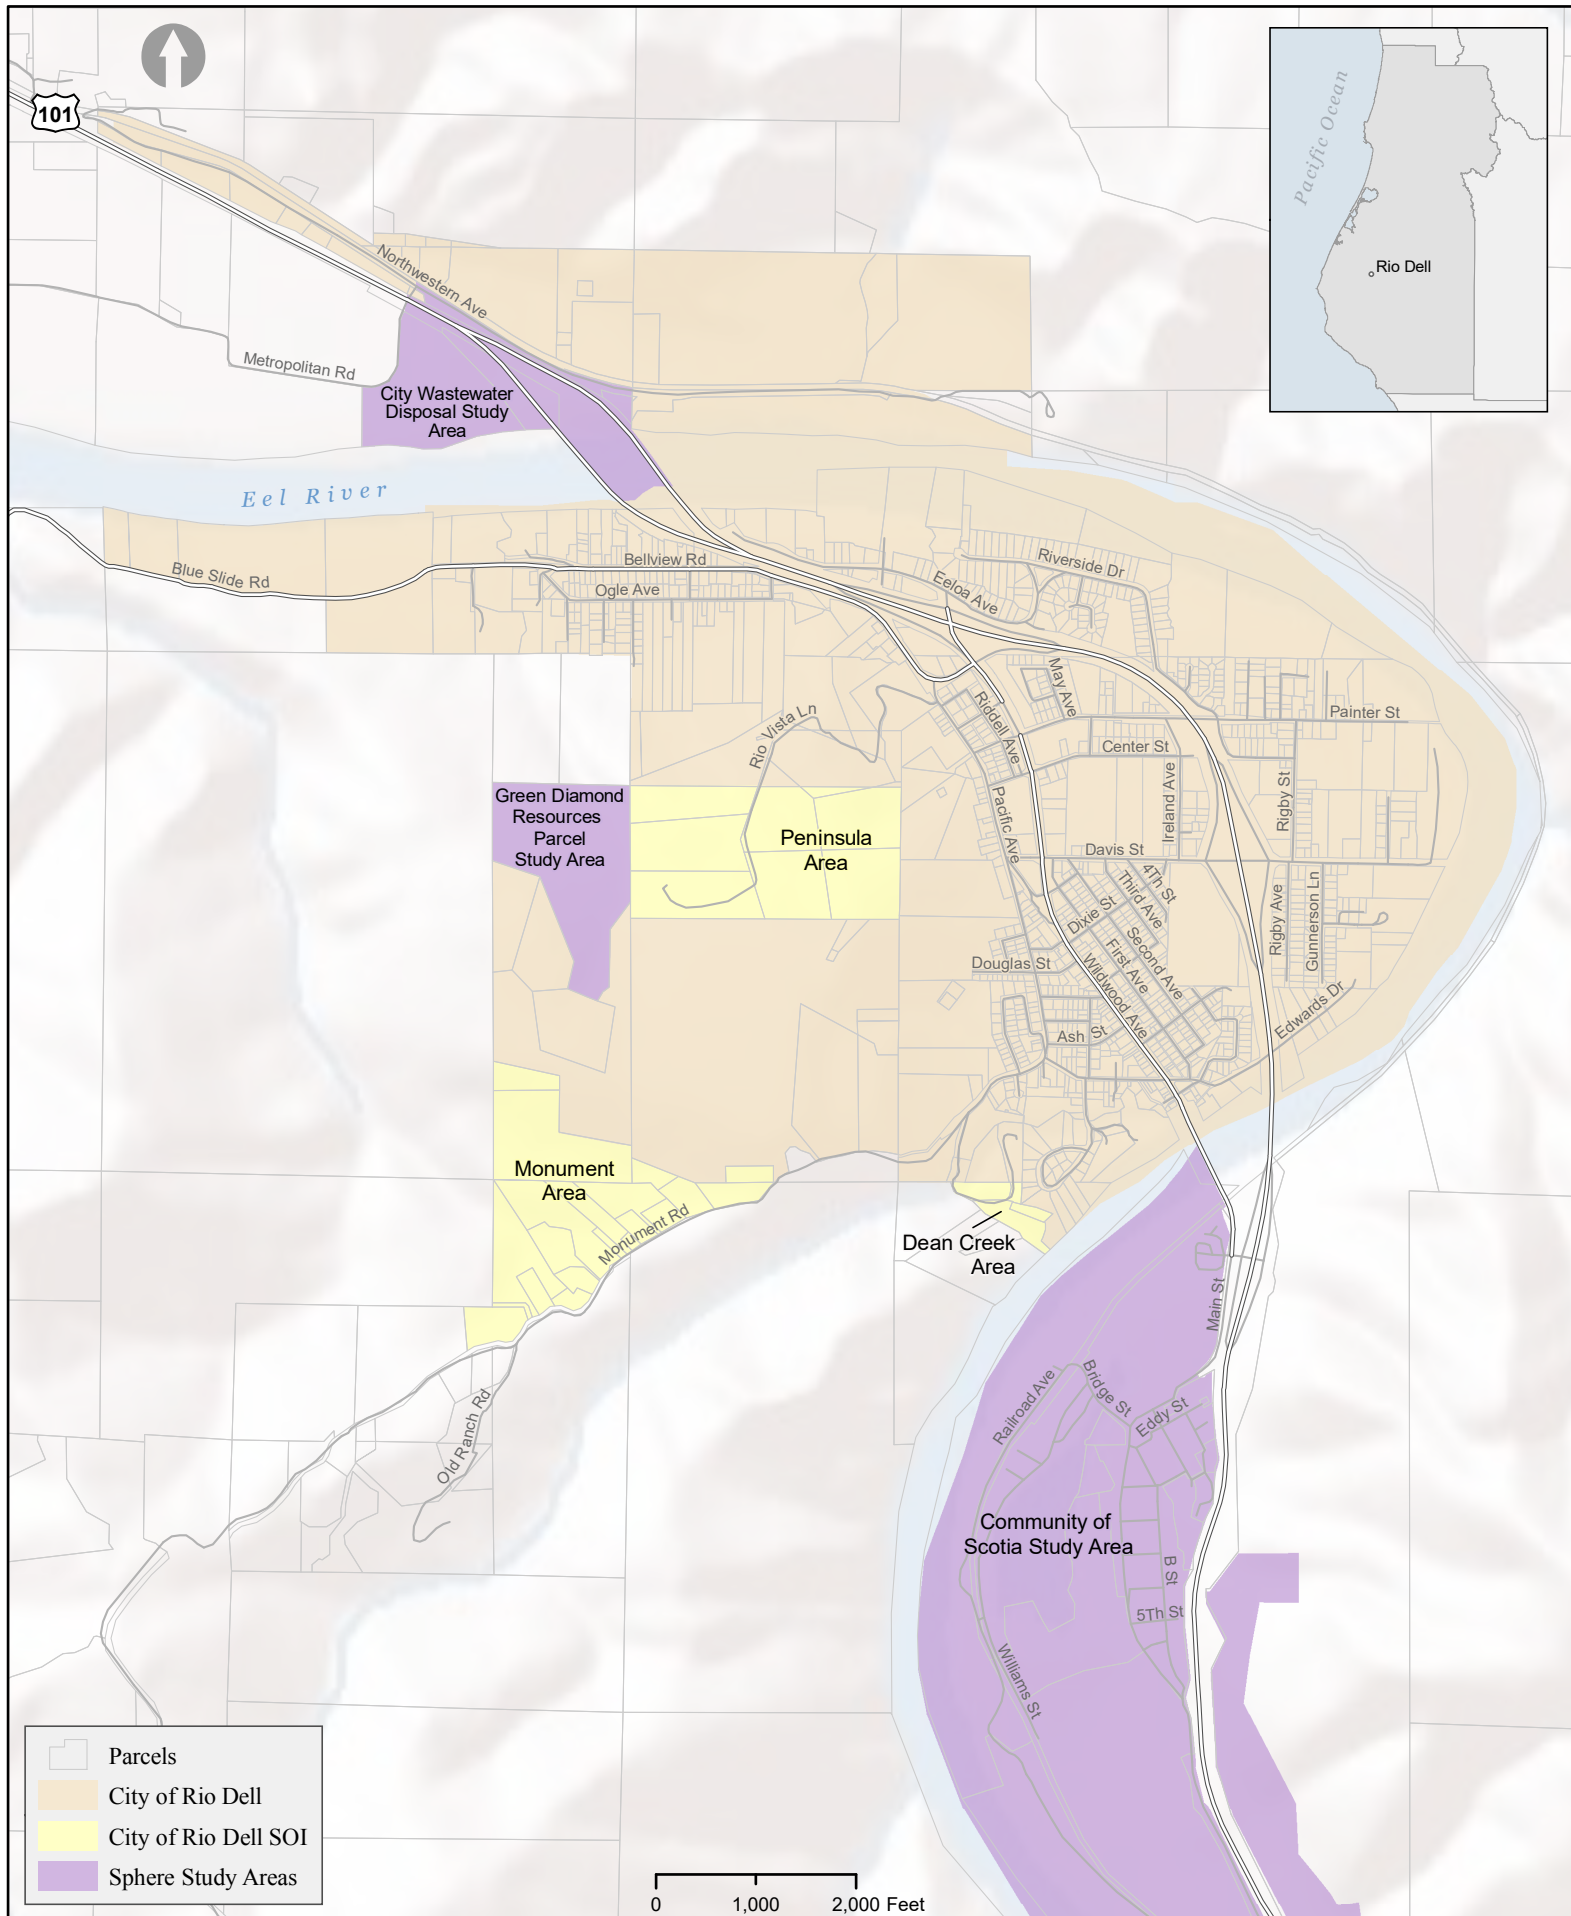 101
Pacific Ocean
Rio Dell
Northwestern Ave
Metropolitan Rd
City Wastewater
Disposal Study
Area
Eel River
Blue Slide Rd
Bellview Rd
Ogle Ave
Eeloa Ave
Riverside Dr
May Ave
Riddell Ave
Painter St
Center St
Rio Vista Ln
Ireland Ave
Rigby St
Pacific Ave
Green Diamond
Resources
Parcel
Study Area
Peninsula
Area
Davis St
4Th St
Third Ave
Dixie St
Second Ave
First Ave
Rigby Ave
Gunnerson Ln
Douglas St
Wildwood Ave
Edwards Dr
Ash St
Monument
Area
Monument Rd
Dean Creek
Area
Main St
Railroad Ave
Bridge St
Eddy St
Old Ranch Rd
Community of
Scotia Study Area
B St
5Th St
Williams St
Parcels
City of Rio Dell
City of Rio Dell SOI
Sphere Study Areas
0 1,000 2,000 Feet